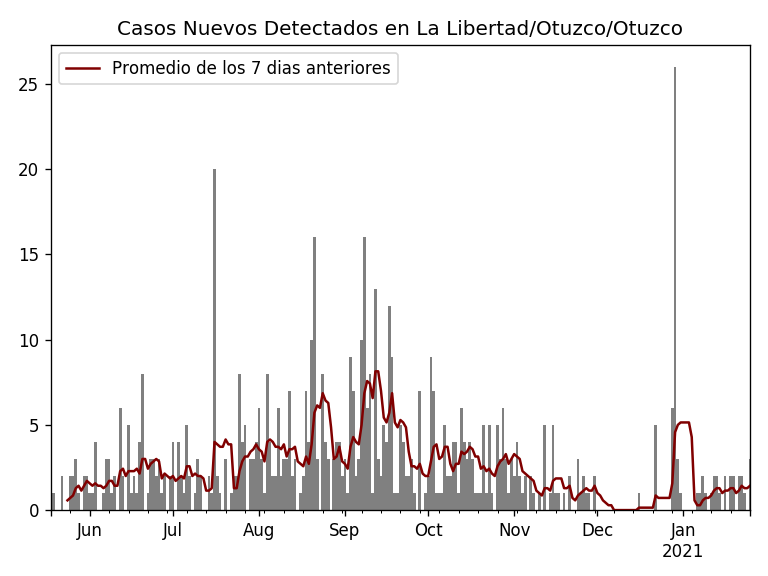 Casos Nuevos Detectados en La Libertad/Otuzco/Otuzco
Promedio de los 7 dias anteriores
25
20
15
10
5
0
Jun Jul Aug Sep Oct Nov Dec Jan
2021